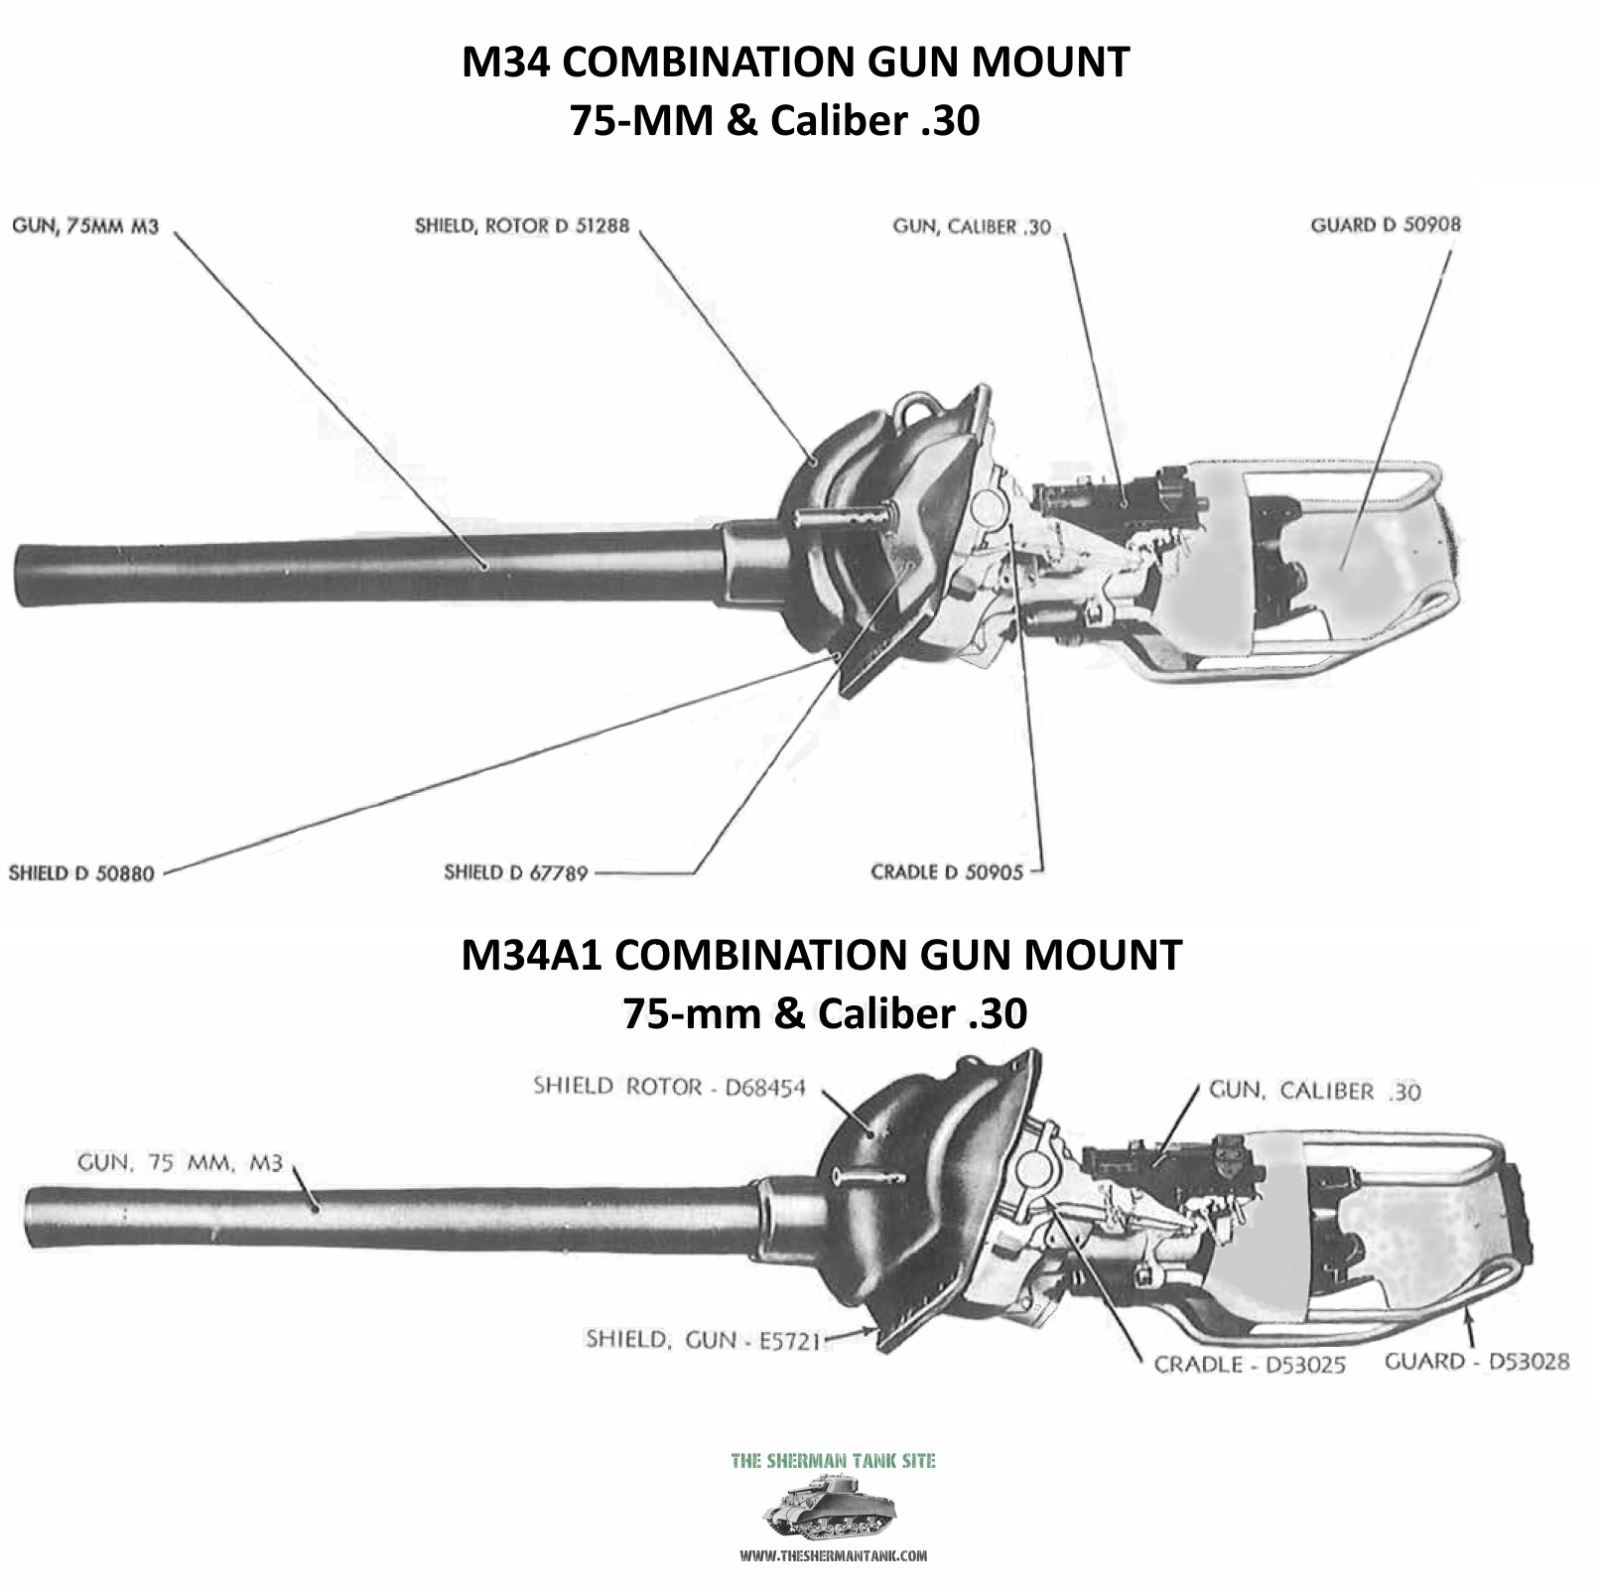 M34 COMBINATION GUN MOUNT
75-MM & Caliber .30
GUN, 75MM M3
SHIELD, ROTOR D 51288
GUN, CALIBER .30
GUARD D 50908
SHIELD D 50880
SHIELD D 67789
CRADLE D 50905
M34A1 COMBINATION GUN MOUNT
75-mm & Caliber .30
SHIELD ROTOR - D68454
GUN, CALIBER .30
GUN, 75 MM, M3
SHIELD, GUN - E5721
CRADLE - D53025
GUARD - D53028
THE SHERMAN TANK SITE
WWW.THESHERMANTANK.COM